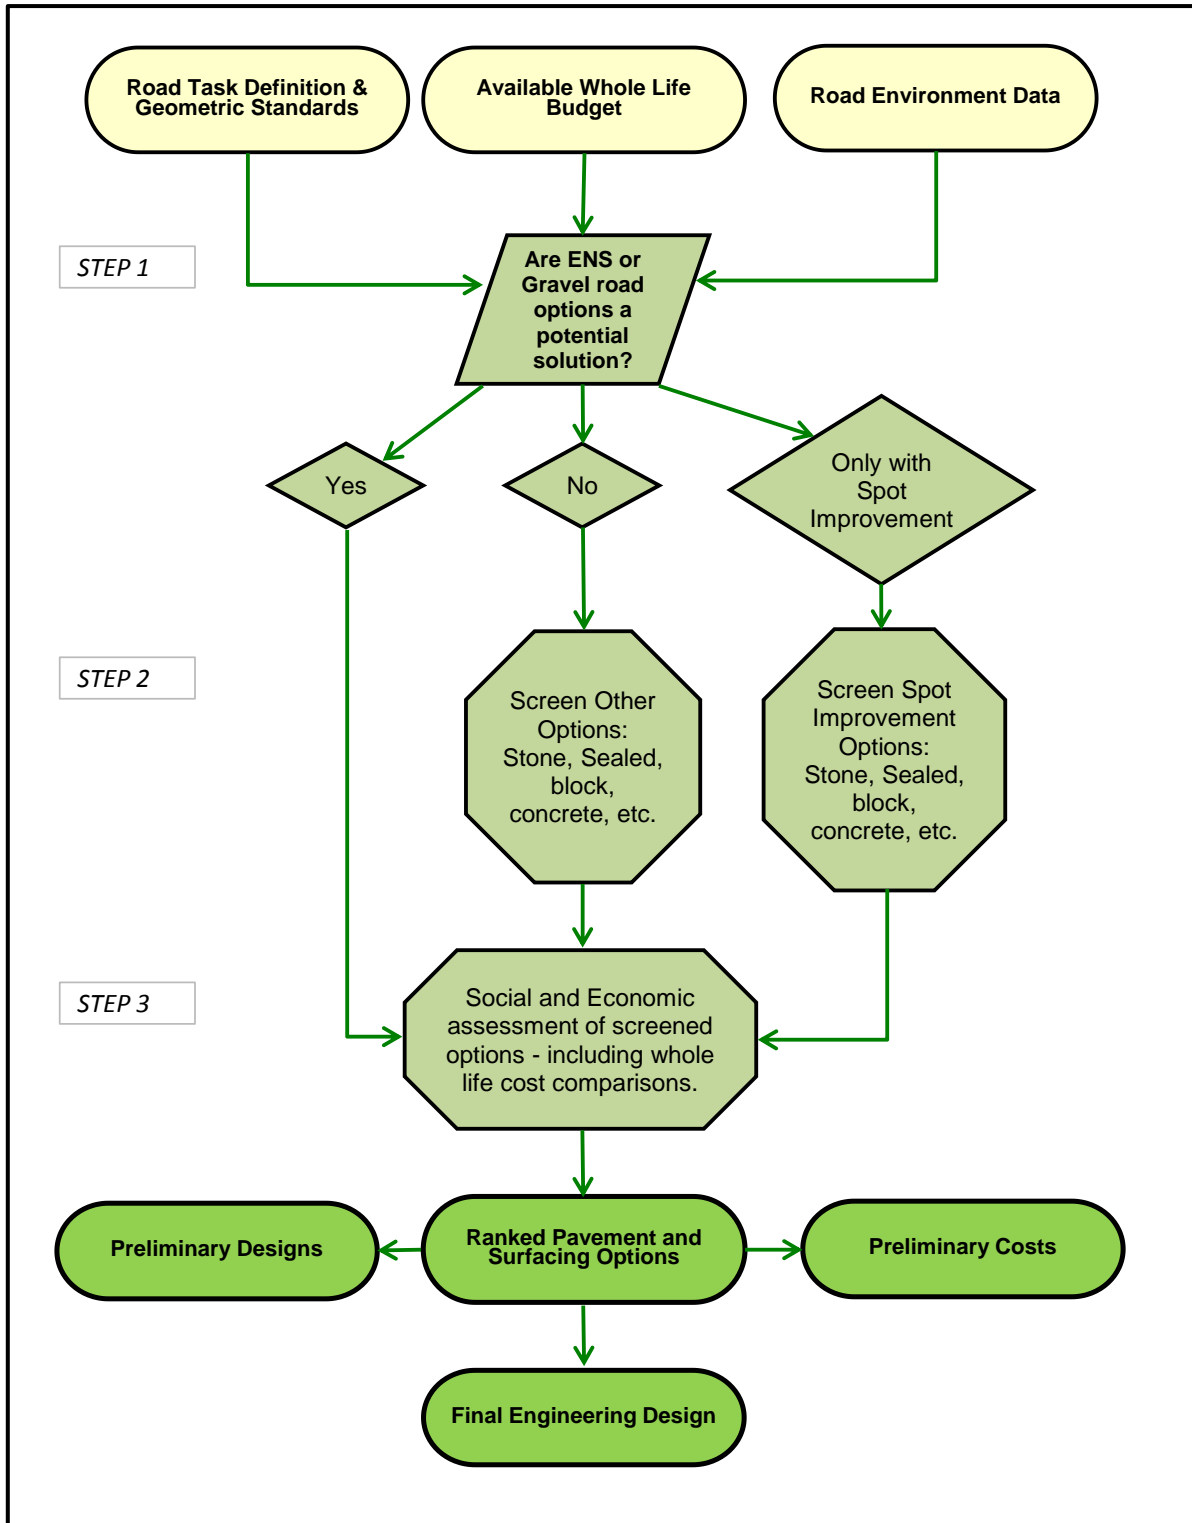 Road Task Definition &
Geometric Standards
Available Whole Life
Budget
Road Environment Data
STEP 1
Are ENS or
Gravel road
options a
potential
solution?
Yes
No
Only with
Spot
Improvement
STEP 2
Screen Other
Options:
Stone, Sealed,
block,
concrete, etc.
Screen Spot
Improvement
Options:
Stone, Sealed,
block,
concrete, etc.
STEP 3
Social and Economic
assessment of screened
options - including whole
life cost comparisons.
Preliminary Designs
Ranked Pavement and
Surfacing Options
Preliminary Costs
Final Engineering Design